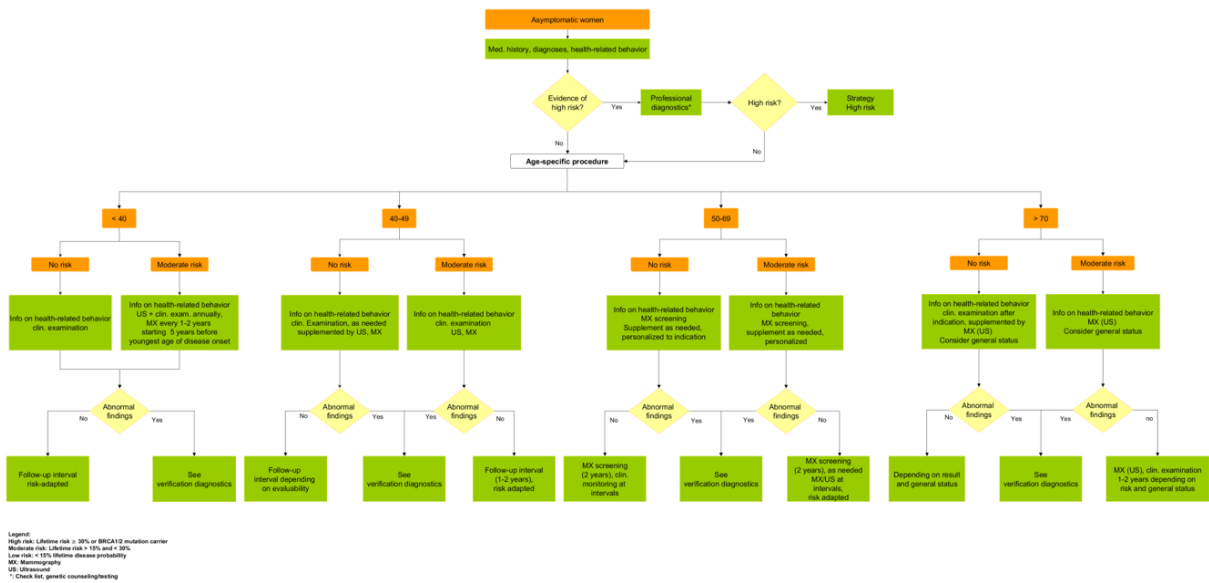 Asymptomatic women
Med. history, diagnoses, health-related behavior
Evidence of
high risk?
Yes
Professional
diagnostics*
High risk?
Yes
Strategy
High risk
No
No
Age-specific procedure
< 40
40-49
50-69
> 70
No risk
Moderate risk
No risk
Moderate risk
No risk
Moderate risk
No risk
Moderate risk
Info on health-related behavior
clin. examination
Info on health-related behavior
US + clin. exam. annually,
MX every 1-2 years
starting 5 years before
youngest age of disease onset
Info on health-related behavior
clin. Examination, as needed
supplemented by US, MX
Info on health-related behavior
clin. examination
US, MX
Info on health-related behavior
MX screening
Supplement as needed,
personalized to indication
Info on health-related
behavior
MX screening,
supplement as needed,
personalized
Info on health-related behavior
clin. examination after
indication, supplemented by
MX (US)
Consider general status
Info on health-related behavior
MX (US)
Consider general status
Abnormal
findings
No
Yes
Abnormal
findings
No
Yes
Abnormal
findings
Yes
No
Abnormal
findings
No
Yes
Abnormal
findings
Yes
No
Abnormal
findings
No
Yes
Abnormal
findings
Yes
no
Follow-up interval
risk-adapted
See
verification diagnostics
Follow-up
interval depending
on evaluability
See
verification diagnostics
Follow-up interval
(1-2 years),
risk adapted
MX screening
(2 years), clin.
monitoring at
intervals
See
verification diagnostics
MX screening
(2 years), as needed
MX/US at
intervals,
risk adapted
Depending on result
and general status
See
verification diagnostics
MX (US), clin. examination
1-2 years depending on
risk and general status
Legend:
High risk: Lifetime risk ≥ 30% or BRCA1/2 mutation carrier
Moderate risk: Lifetime risk > 15% and < 30%
Low risk: < 15% lifetime disease probability
MX: Mammography
US: Ultrasound
*: Check list, genetic counseling/testing